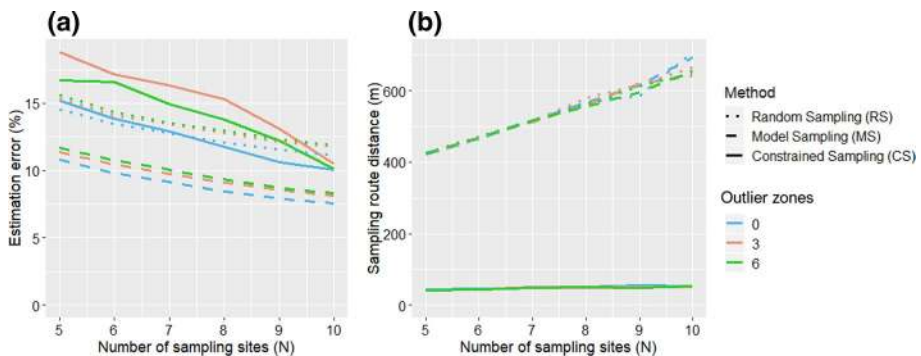 (a)
(b)
Estimation error (%)
15
10
5
0
5 6 7 8 9 10
Number of sampling sites (N)
Sampling route distance (m)
600
400
200
0
5 6 7 8 9 10
Number of sampling sites (N)
Method
Random Sampling (RS)
Model Sampling (MS)
Constrained Sampling (CS)
Outlier zones
0
3
6